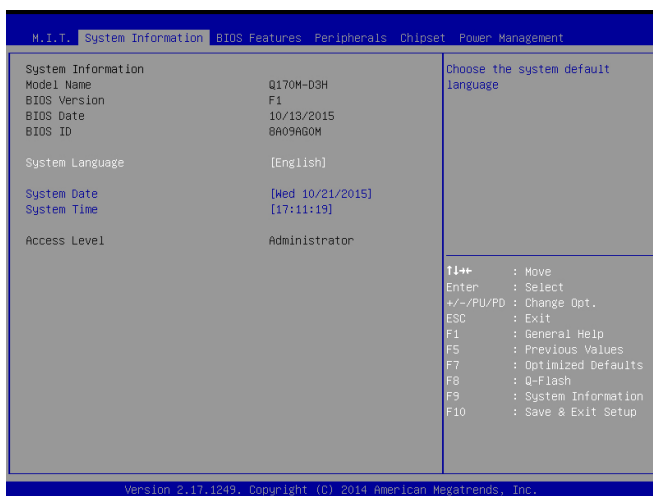 M.I.T. System Information BIOS Features Peripherals Chipset Power Management
System Information
Model Name Q170M-D3H
BIOS Version F1
BIOS Date 10/13/2015
BIOS ID 8A09AG0M
System Language [English]
System Date [Wed 10/21/2015]
System Time [17:11:19]
Access Level Administrator
Choose the system default
language
↑↓→← : Move
Enter : Select
+/-/PU/PD : Change Opt.
ESC : Exit
F1 : General Help
F5 : Previous Values
F7 : Optimized Defaults
F8 : Q-Flash
F9 : System Information
F10 : Save & Exit Setup
Version 2.17.1249. Copyright (C) 2014 American Megatrends, Inc.